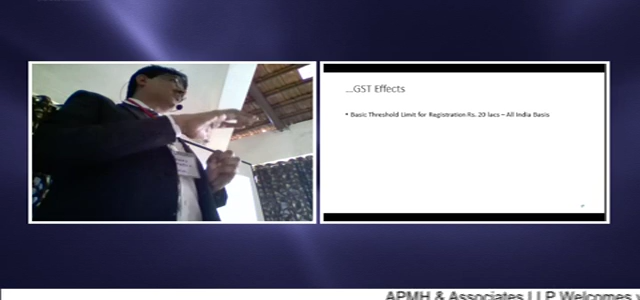 ...GST Effects
• Basic Threshold Limit for Registration Rs. 20 lacs – All India Basis
APMH & Associates LLP Welcomes